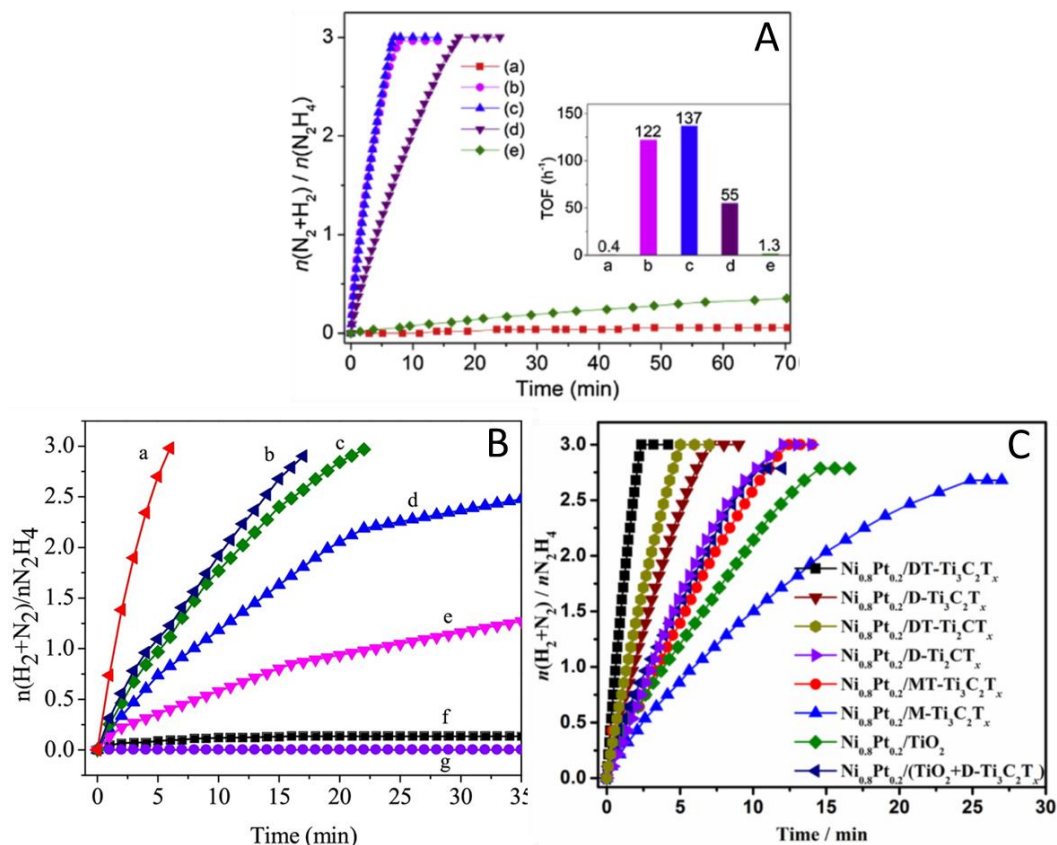 A
3
2
1
0
n(N₂+H₂) / n(N₂H₄)
(a)
(b)
(c)
(d)
(e)
150
100
50
0
TOF (h⁻¹)
0.4
122
137
55
1.3
a b c d e
0 10 20 30 40 50 60 70
Time (min)
B
3.0
2.5
2.0
1.5
1.0
0.5
0.0
n(H₂+N₂)/nN₂H₄
a
b
c
d
e
f
g
0 5 10 15 20 25 30 35
Time (min)
C
3.0
2.5
2.0
1.5
1.0
0.5
0.0
n(H₂+N₂) / nN₂H₄
Ni₀.₈Pt₀.₂/DT-Ti₃C₂Tₓ
Ni₀.₈Pt₀.₂/D-Ti₃C₂Tₓ
Ni₀.₈Pt₀.₂/DT-Ti₂CTₓ
Ni₀.₈Pt₀.₂/D-Ti₂CTₓ
Ni₀.₈Pt₀.₂/MT-Ti₃C₂Tₓ
Ni₀.₈Pt₀.₂/M-Ti₃C₂Tₓ
Ni₀.₈Pt₀.₂/TiO₂
Ni₀.₈Pt₀.₂/(TiO₂+D-Ti₃C₂Tₓ)
0 5 10 15 20 25 30
Time / min